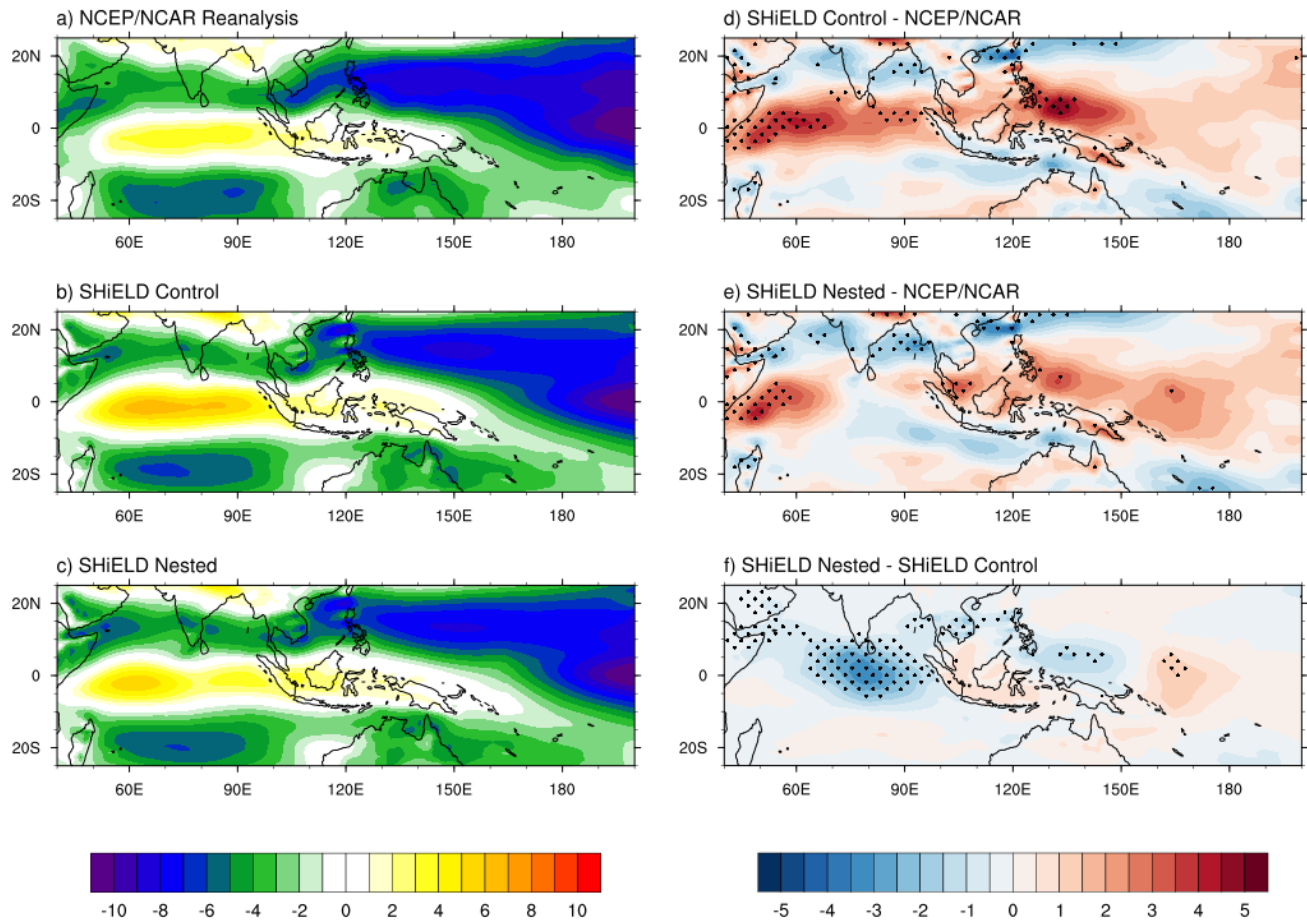 a) NCEP/NCAR Reanalysis
20N
0
20S
60E 90E 120E 150E 180
b) SHiELD Control
20N
0
20S
60E 90E 120E 150E 180
c) SHiELD Nested
20N
0
20S
60E 90E 120E 150E 180
-10 -8 -6 -4 -2 0 2 4 6 8 10
d) SHiELD Control - NCEP/NCAR
20N
0
20S
60E 90E 120E 150E 180
e) SHiELD Nested - NCEP/NCAR
20N
0
20S
60E 90E 120E 150E 180
f) SHiELD Nested - SHiELD Control
20N
0
20S
60E 90E 120E 150E 180
-5 -4 -3 -2 -1 0 1 2 3 4 5